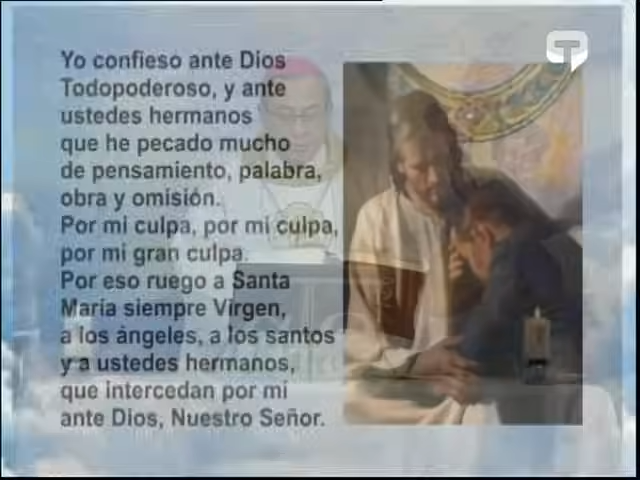 Yo confieso ante Dios
Todopoderoso, y ante
ustedes hermanos
que he pecado mucho
de pensamiento, palabra,
obra y omisión.
Por mi culpa, por mi culpa,
por mi gran culpa.
Por eso ruego a Santa
María siempre Virgen,
a los ángeles, a los santos
y a ustedes hermanos,
que intercedan por mi
ante Dios, Nuestro Señor.